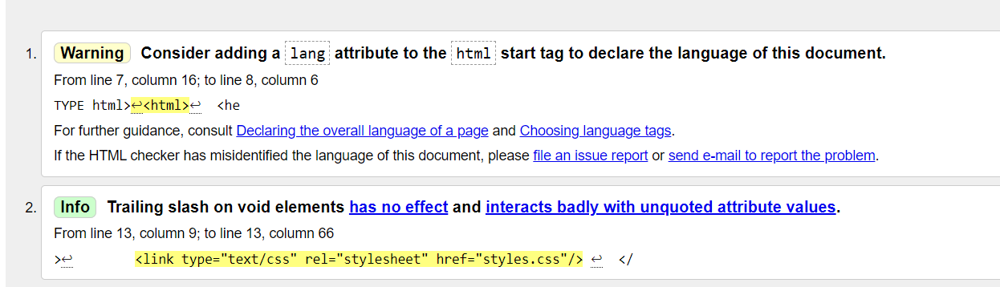 1. Warning Consider adding a lang attribute to the html start tag to declare the language of this document.
From line 7, column 16; to line 8, column 6
TYPE html>↩<html>↩ <he
For further guidance, consult Declaring the overall language of a page and Choosing language tags.
If the HTML checker has misidentified the language of this document, please file an issue report or send e-mail to report the problem.
2. Info Trailing slash on void elements has no effect and interacts badly with unquoted attribute values.
From line 13, column 9; to line 13, column 66
>↩ <link type="text/css" rel="stylesheet" href="styles.css"/> ↩ </